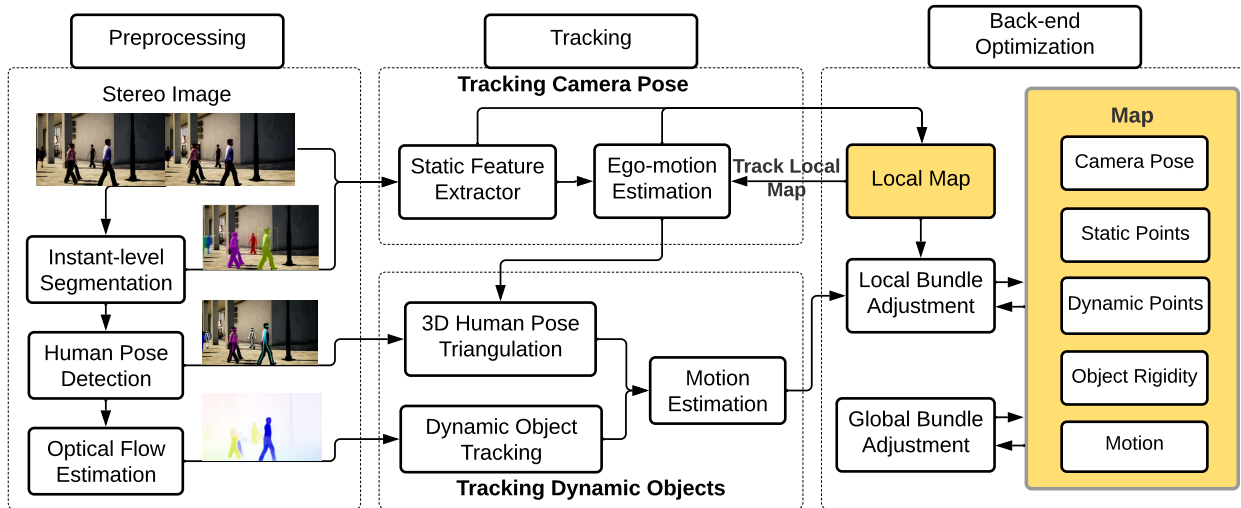 Preprocessing
Stereo Image
Instant-level
Segmentation
Human Pose
Detection
Optical Flow
Estimation
Tracking
Tracking Camera Pose
Static Feature
Extractor
Ego-motion
Estimation
Track Local
Map
3D Human Pose
Triangulation
Dynamic Object
Tracking
Motion
Estimation
Tracking Dynamic Objects
Back-end
Optimization
Local Map
Local Bundle
Adjustment
Global Bundle
Adjustment
Map
Camera Pose
Static Points
Dynamic Points
Object Rigidity
Motion